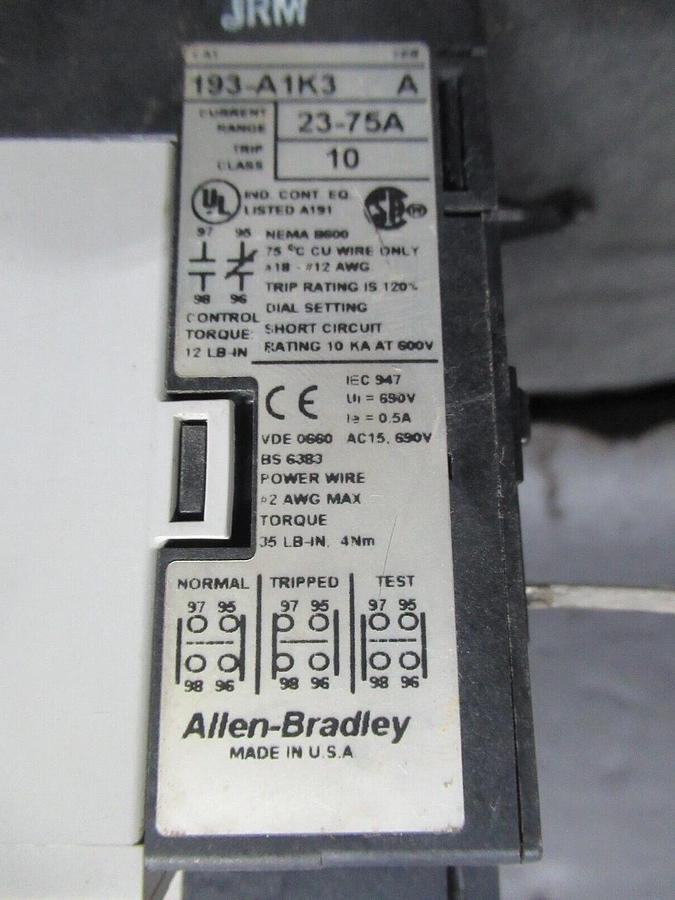 JRM
CAT SER
193-A1K3 A
CURRENT RANGE 23-75A
TRIP CLASS 10
UL IND. CONT. EQ.
LISTED A191
97 95 NEMA B600
75 °C CU WIRE ONLY
#18 - #12 AWG
98 96 TRIP RATING IS 120%
CONTROL DIAL SETTING
TORQUE: SHORT CIRCUIT
12 LB-IN RATING 10 KA AT 600V
CE IEC 947
Ui = 690V
Ie = 0.5A
VDE 0660 AC15, 690V
BS 6383
POWER WIRE
#2 AWG MAX
TORQUE
35 LB-IN, 4Nm
NORMAL TRIPPED TEST
97 95 97 95 97 95
98 96 98 96 98 96
Allen-Bradley
MADE IN U.S.A